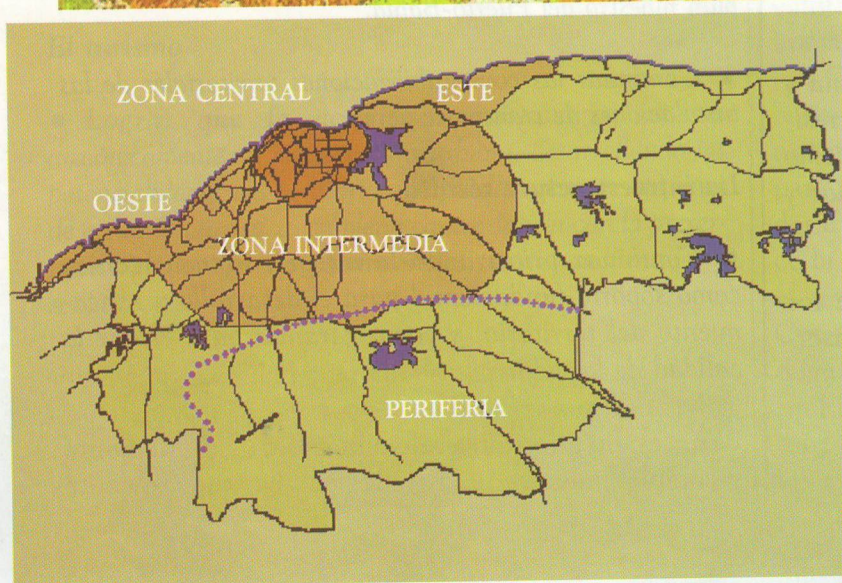 ZONA CENTRAL
ESTE
OESTE
ZONA INTERMEDIA
PERIFERIA